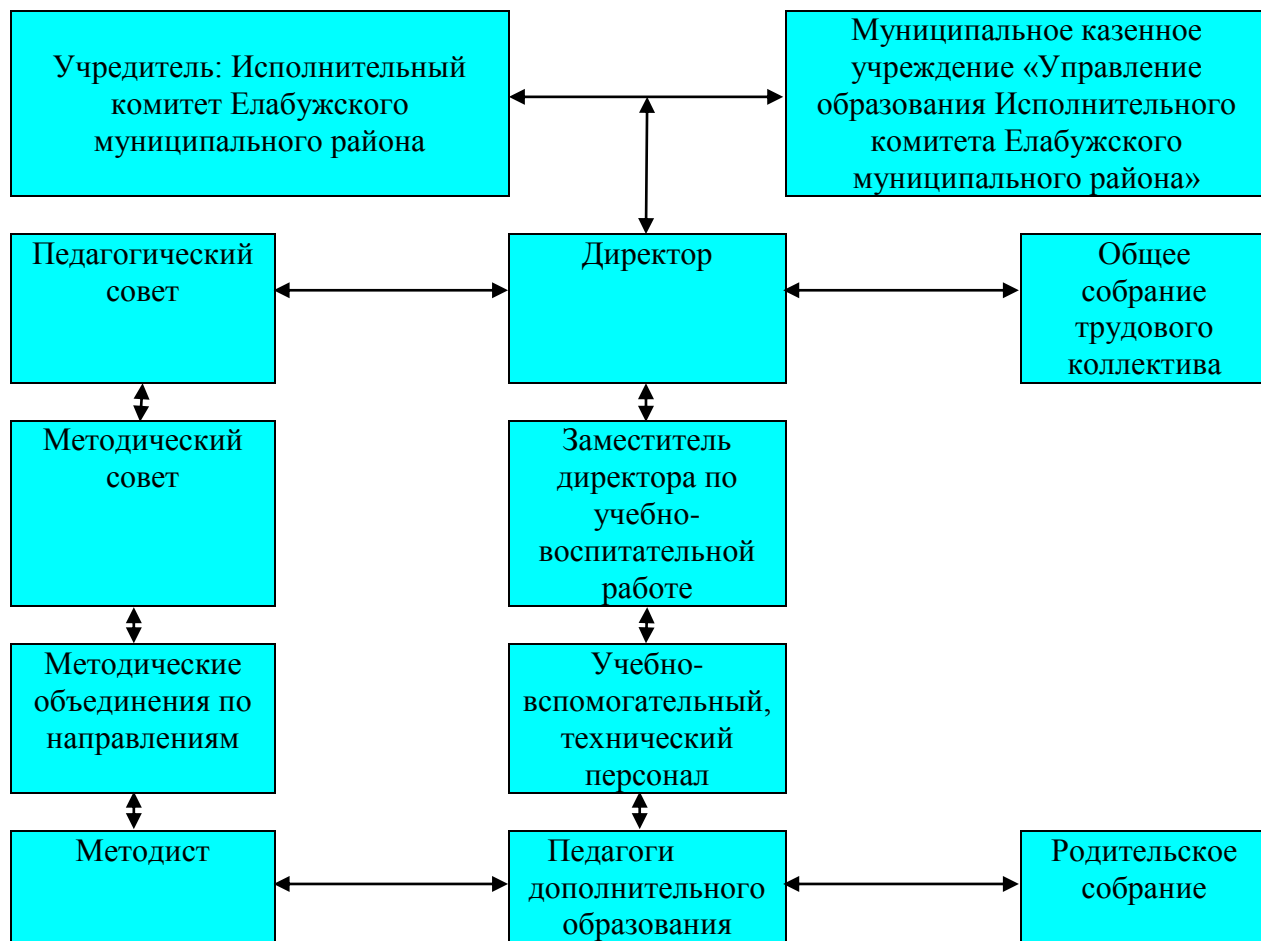 Учредитель: Исполнительный
комитет Елабужского
муниципального района
Муниципальное казенное
учреждение «Управление
образования Исполнительного
комитета Елабужского
муниципального района»
Педагогический
совет
Директор
Общее
собрание
трудового
коллектива
Методический
совет
Заместитель
директора по
учебно-
воспитательной
работе
Методические
объединения по
направлениям
Учебно-
вспомогательный,
технический
персонал
Методист
Педагоги
дополнительного
образования
Родительское
собрание